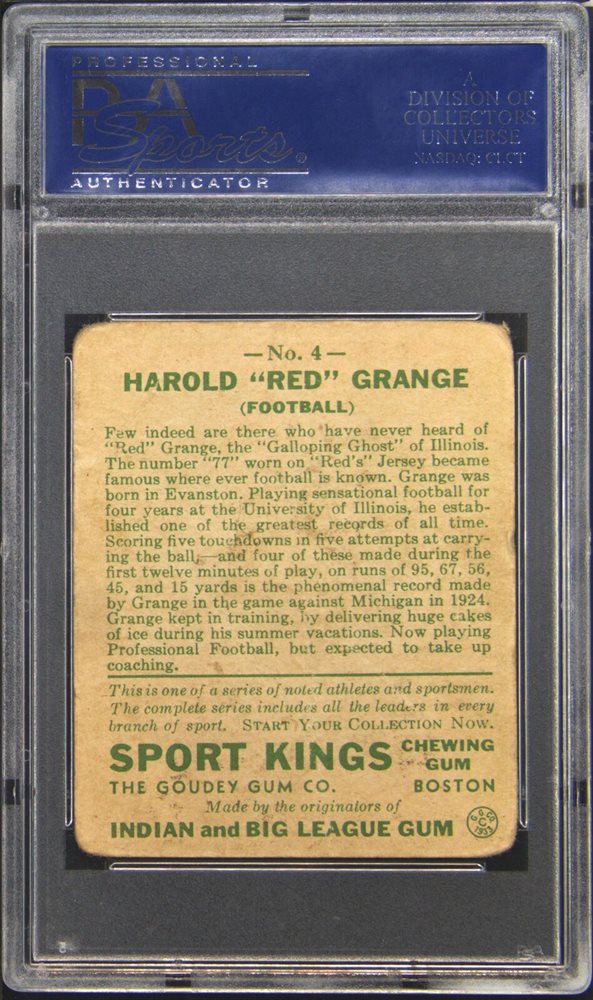 PROFESSIONAL
PSA
Sports®
AUTHENTICATOR
A
DIVISION OF
COLLECTORS
UNIVERSE
NASDAQ: CLCT
—No. 4—
HAROLD “RED” GRANGE
(FOOTBALL)
Few indeed are there who have never heard of
“Red” Grange, the “Galloping Ghost” of Illinois.
The number “77” worn on “Red's” Jersey became
famous where ever football is known. Grange was
born in Evanston. Playing sensational football for
four years at the University of Illinois, he estab-
lished one of the greatest records of all time.
Scoring five touchdowns in five attempts at carry-
ing the ball,—and four of these made during the
first twelve minutes of play, on runs of 95, 67, 56,
45, and 15 yards is the phenomenal record made
by Grange in the game against Michigan in 1924.
Grange kept in training, by delivering huge cakes
of ice during his summer vacations. Now playing
Professional Football, but expected to take up
coaching.
This is one of a series of noted athletes and sportsmen.
The complete series includes all the leaders in every
branch of sport. START YOUR COLLECTION NOW.
SPORT KINGS CHEWING GUM
THE GOUDEY GUM CO. BOSTON
Made by the originators of
INDIAN and BIG LEAGUE GUM
G.G.CO.
C
1933
PSA